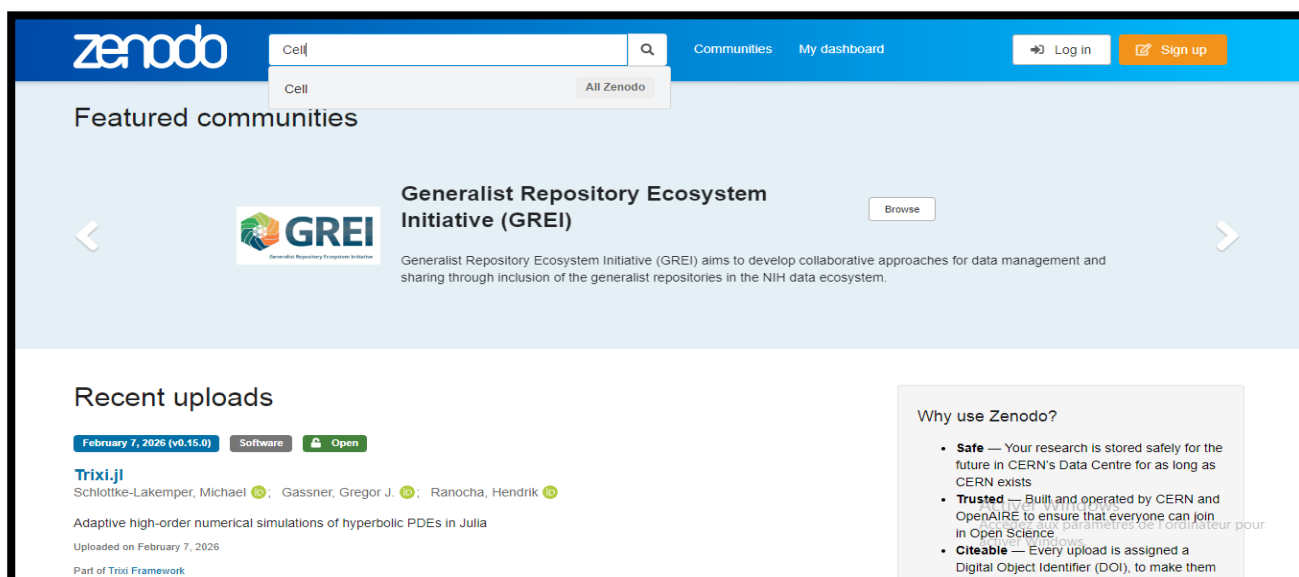 zenodo
Cell
Communities
My dashboard
Log in
Sign up
Cell
All Zenodo
Featured communities
GREI
Generalist Repository Ecosystem Initiative
Generalist Repository Ecosystem
Initiative (GREI)
Browse
Generalist Repository Ecosystem Initiative (GREI) aims to develop collaborative approaches for data management and
sharing through inclusion of the generalist repositories in the NIH data ecosystem.
Recent uploads
February 7, 2026 (v0.15.0)
Software
Open
Trixi.jl
Schlottke-Lakemper, Michael iD; Gassner, Gregor J. iD; Ranocha, Hendrik iD
Adaptive high-order numerical simulations of hyperbolic PDEs in Julia
Uploaded on February 7, 2026
Part of Trixi Framework
Why use Zenodo?
• Safe — Your research is stored safely for the
future in CERN's Data Centre for as long as
CERN exists
• Trusted — Built and operated by CERN and
OpenAIRE to ensure that everyone can join
in Open Science
• Citeable — Every upload is assigned a
Digital Object Identifier (DOI), to make them
Activer Windows
Accédez aux paramètres de l'ordinateur pour
activer Windows.